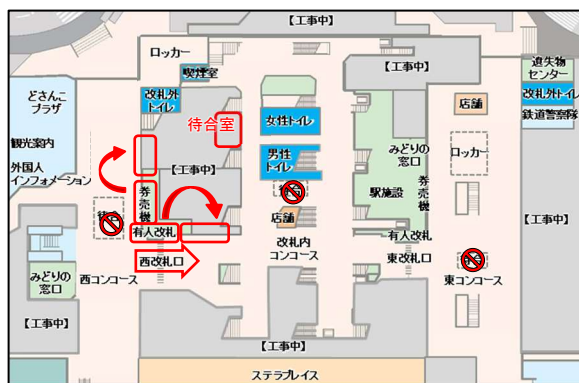 【工事中】
ロッカー
喫煙室
改札外
トイレ
どさんこ
プラザ
観光案内
外国人
インフォメーション
待合室
女性トイレ
男性
トイレ
【工事中】
【工事中】
みどりの
窓口
駅施設
券売機
店舗
ロッカー
遺失物
センター
改札外トイレ
鉄道警察隊
【工事中】
券売機
有人改札
西改札口
西コンコース
みどりの
窓口
【工事中】
店舗
改札内
コンコース
有人改札
東改札口
東コンコース
【工事中】
ステラプレイス